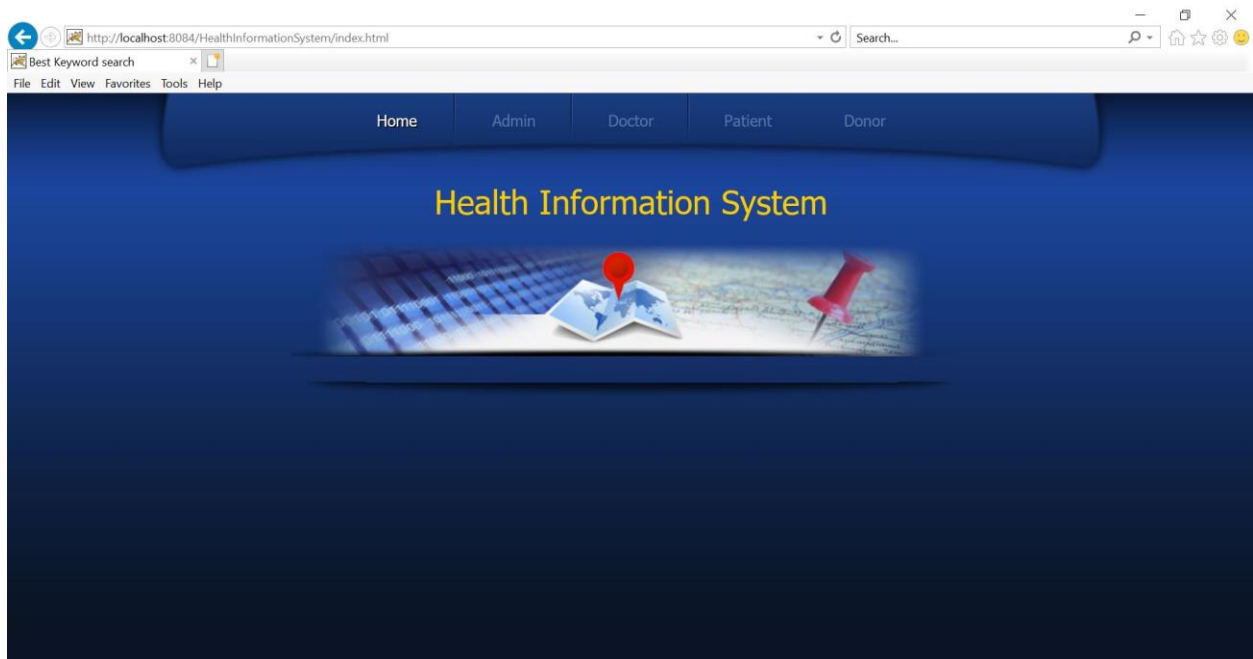 http://localhost:8084/HealthInformationSystem/index.html
Search...
Best Keyword search
File Edit View Favorites Tools Help
Home Admin Doctor Patient Donor
Health Information System